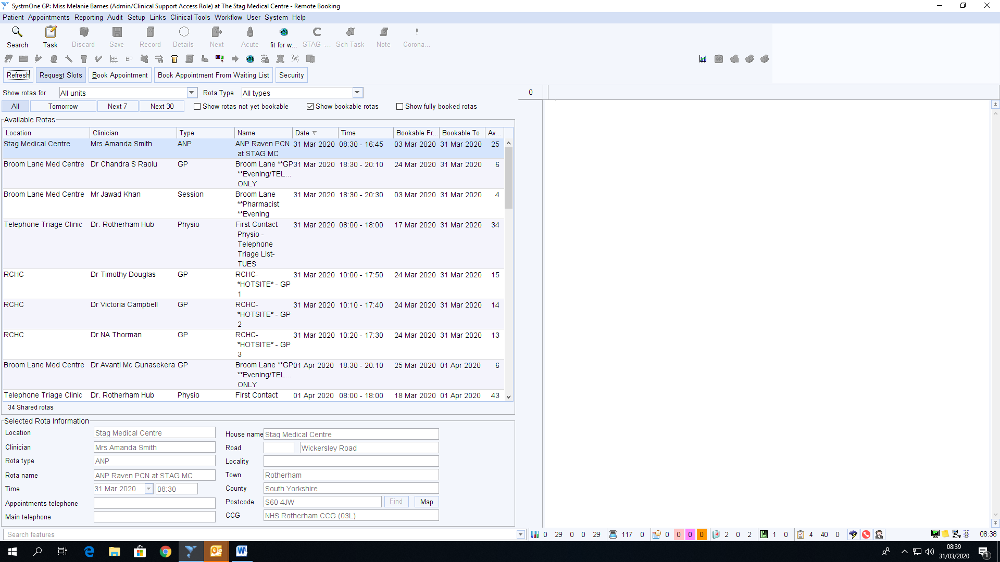 SystmOne GP: Miss Melanie Barnes (Admin/Clinical Support Access Role) at The Stag Medical Centre - Remote Booking
Patient Appointments Reporting Audit Setup Links Clinical Tools Workflow User System Help
Search Task Discard Save Record Details Next Acute fit for w... STAG -... Sch Task Note Corona...
Refresh Request Slots Book Appointment Book Appointment From Waiting List Security
Show rotas for All units Rota Type All types 0
All Tomorrow Next 7 Next 30 Show rotas not yet bookable Show bookable rotas Show fully booked rotas
Available Rotas
Location Clinician Type Name Date Time Bookable Fr... Bookable To Av...
Stag Medical Centre Mrs Amanda Smith ANP ANP Raven PCN 31 Mar 2020 08:30 - 16:45 03 Mar 2020 31 Mar 2020 25
at STAG MC
Broom Lane Med Centre Dr Chandra S Raolu GP Broom Lane **GP 31 Mar 2020 18:30 - 20:10 24 Mar 2020 31 Mar 2020 6
**Evening/TEL...
ONLY
Broom Lane Med Centre Mr Jawad Khan Session Broom Lane 31 Mar 2020 18:30 - 20:30 03 Mar 2020 31 Mar 2020 4
**Pharmacist
**Evening
Telephone Triage Clinic Dr. Rotherham Hub Physio First Contact 31 Mar 2020 08:00 - 18:00 17 Mar 2020 31 Mar 2020 34
Physio -
Telephone
Triage List-
TUES
RCHC Dr Timothy Douglas GP RCHC- 31 Mar 2020 10:00 - 17:50 24 Mar 2020 31 Mar 2020 15
*HOTSITE* - GP
1
RCHC Dr Victoria Campbell GP RCHC- 31 Mar 2020 10:10 - 17:40 24 Mar 2020 31 Mar 2020 14
*HOTSITE* - GP
2
RCHC Dr NA Thorman GP RCHC- 31 Mar 2020 10:20 - 17:30 24 Mar 2020 31 Mar 2020 13
*HOTSITE* - GP
3
Broom Lane Med Centre Dr Avanti Mc Gunasekera GP Broom Lane **GP 01 Apr 2020 18:30 - 20:10 25 Mar 2020 01 Apr 2020 6
**Evening/TEL...
ONLY
Telephone Triage Clinic Dr. Rotherham Hub Physio First Contact 01 Apr 2020 08:00 - 18:00 18 Mar 2020 01 Apr 2020 43
34 Shared rotas
Selected Rota Information
Location Stag Medical Centre House name Stag Medical Centre
Clinician Mrs Amanda Smith Road Wickersley Road
Rota type ANP Locality
Rota name ANP Raven PCN at STAG MC Town Rotherham
Time 31 Mar 2020 08:30 County South Yorkshire
Appointments telephone Postcode S60 4JW Find Map
Main telephone CCG NHS Rotherham CCG (03L)
Search features 0 29 0 0 29 117 0 0 0 0 0 2 0 2 1 0 4 40 0 08:38
08:39
31/03/2020
1